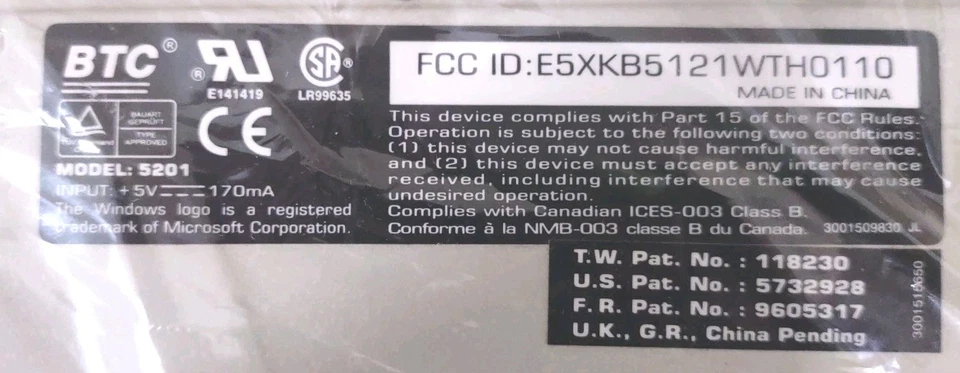 BTC®
®
E141419
SA®
LR99635
BAUART
GEPRÜFT
TYPE
APPROVED
CE
MODEL: 5201
INPUT: +5V⎓170mA
The Windows logo is a registered
trademark of Microsoft Corporation.
FCC ID:E5XKB5121WTH0110
MADE IN CHINA
This device complies with Part 15 of the FCC Rules.
Operation is subject to the following two conditions:
(1) this device may not cause harmful interference,
and (2) this device must accept any interference
received, including interference that may cause
undesired operation.
Complies with Canadian ICES-003 Class B.
Conforme à la NMB-003 classe B du Canada. 3001509830 JL
T.W. Pat. No. : 118230
U.S. Pat. No. : 5732928
F.R. Pat. No. : 9605317
U.K., G.R., China Pending
3001515650